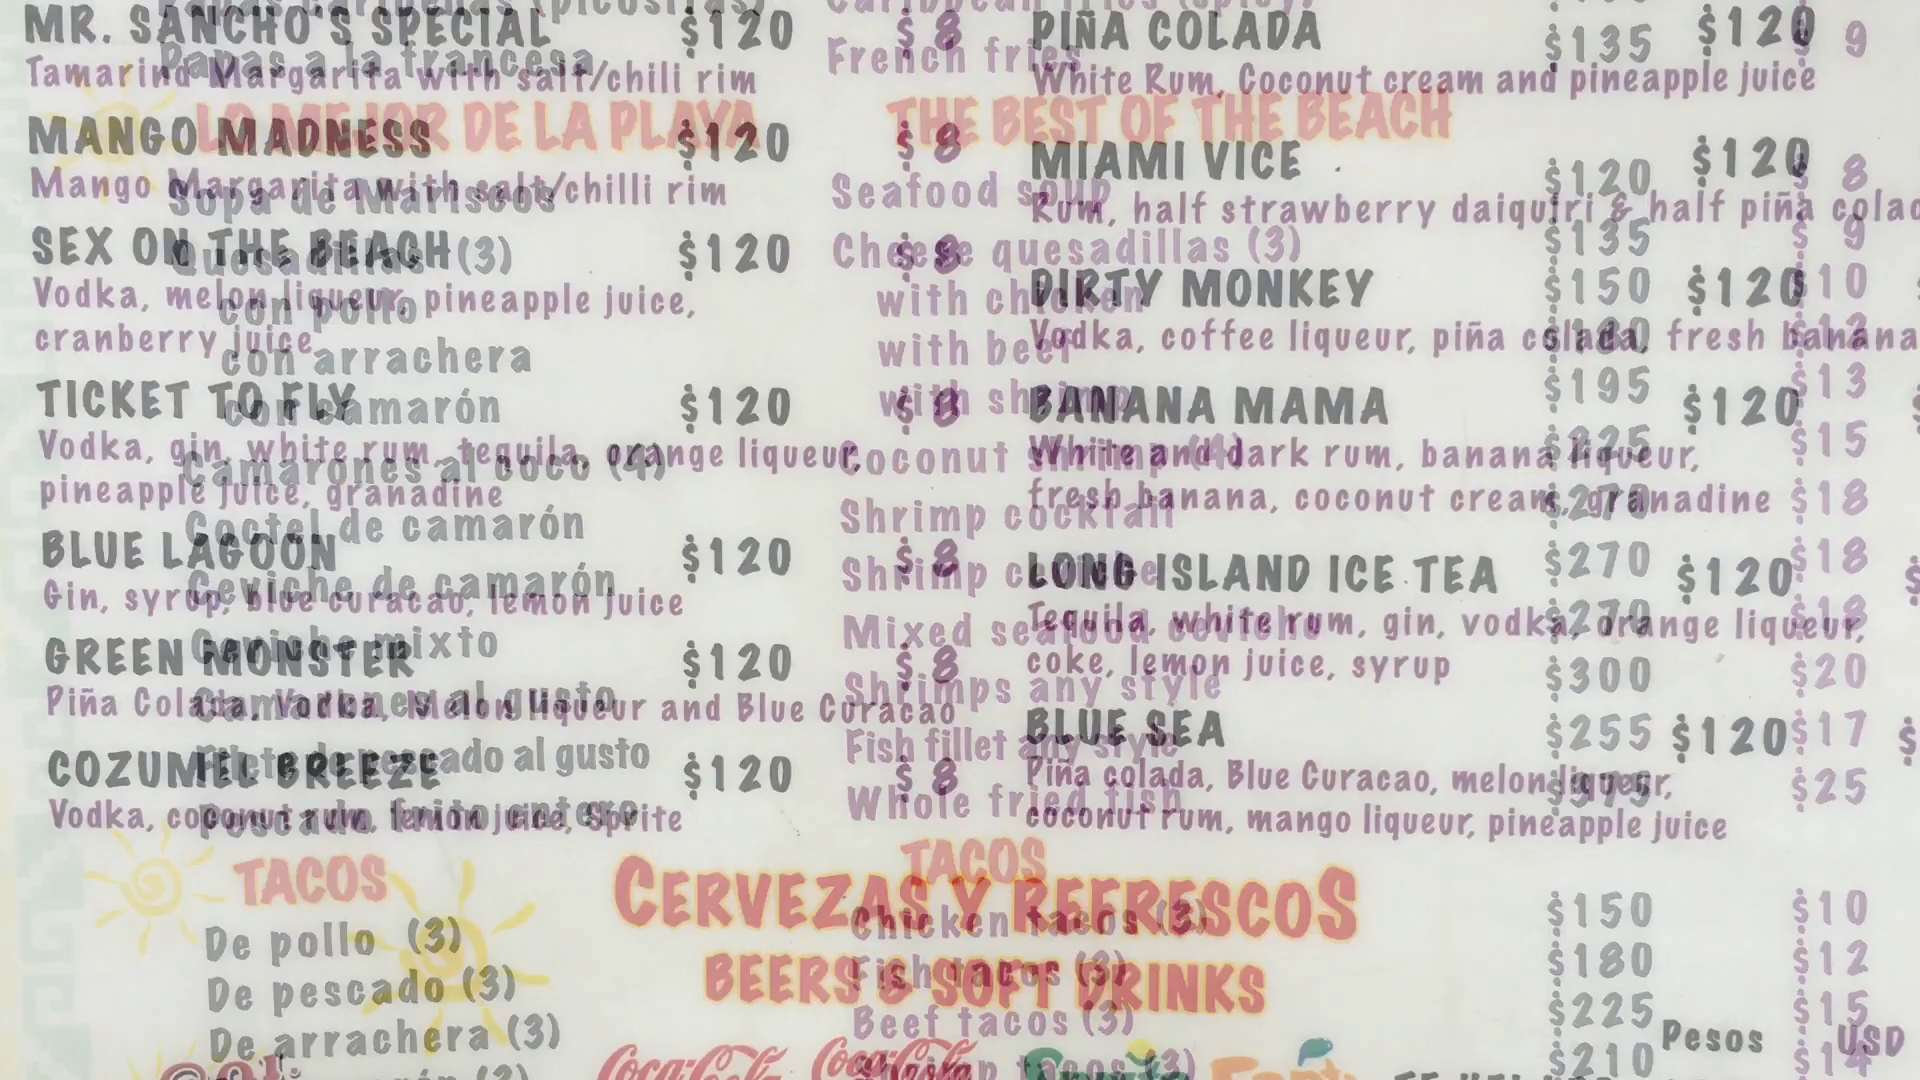 MR. SANCHO'S SPECIAL $120 $8
Tamarind Margarita with salt/chili rim
MANGO MADNESS $120 $8
Mango Margarita with salt/chilli rim
SEX ON THE BEACH $120 $8
Vodka, melon liqueur, pineapple juice,
cranberry juice
TICKET TO FLY $120 $8
Vodka, gin, white rum, tequila, orange liqueur,
pineapple juice, granadine
BLUE LAGOON $120 $8
Gin, syrup, blue curacao, lemon juice
GREEN MONSTER $120 $8
Piña Colada, Vodka, Melon liqueur and Blue Curacao
COZUMEL BREEZE $120 $8
Vodka, coconut rum, lemon juice, Sprite
PIÑA COLADA $120
White Rum, Coconut cream and pineapple juice
MIAMI VICE $120
Rum, half strawberry daiquiri & half piña colad
DIRTY MONKEY $120
Vodka, coffee liqueur, piña colada, fresh banana
BANANA MAMA $120
White and dark rum, banana liqueur,
fresh banana, coconut cream, granadine
LONG ISLAND ICE TEA $120
Tequila, white rum, gin, vodka, orange liqueur,
coke, lemon juice, syrup
BLUE SEA $120
Piña colada, Blue Curacao, melon liqueur,
coconut rum, mango liqueur, pineapple juice
CERVEZAS Y REFRESCOS
BEERS & SOFT DRINKS
Pesos USD
Coca-Cola Coca-Cola
Papas a la francesa French fries $135 $9
LO MEJOR DE LA PLAYA THE BEST OF THE BEACH
Sopa de Mariscos Seafood soup $120 $8
Quesadillas (3) Cheese quesadillas (3) $135 $9
con pollo with chicken $150 $10
con arrachera with beef
con camarón with shrimp $195 $13
Camarones al coco (4) Coconut shrimp (4) $225 $15
Coctel de camarón Shrimp cocktail $270 $18
Ceviche de camarón Shrimp ceviche $270 $18
Ceviche mixto Mixed seafood ceviche $270 $18
Camarones al gusto Shrimps any style $300 $20
Filete de pescado al gusto Fish fillet any style $255 $17
Pescado frito entero Whole fried fish $375 $25
TACOS TACOS
De pollo (3) Chicken tacos (3) $150 $10
De pescado (3) Fish tacos (3) $180 $12
De arrachera (3) Beef tacos (3) $225 $15
$210 $14